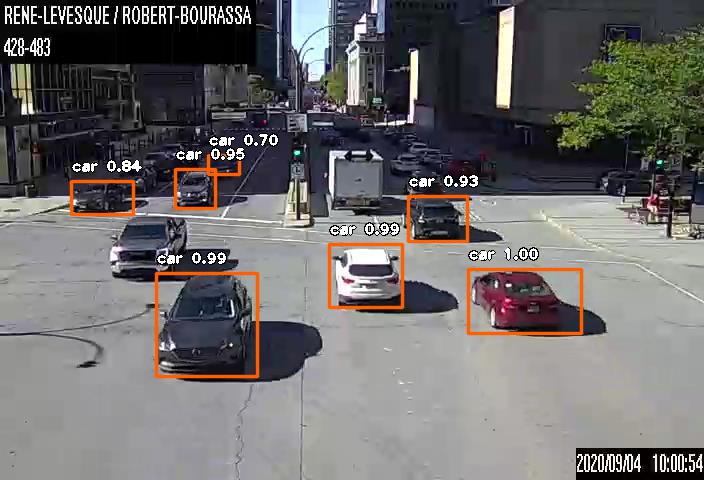 RENE-LEVESQUE / ROBERT-BOURASSA
428-483
car 0.70
car 0.95
car 0.84
car 0.93
car 0.99
car 0.99
car 1.00
2020/09/04 10:00:54